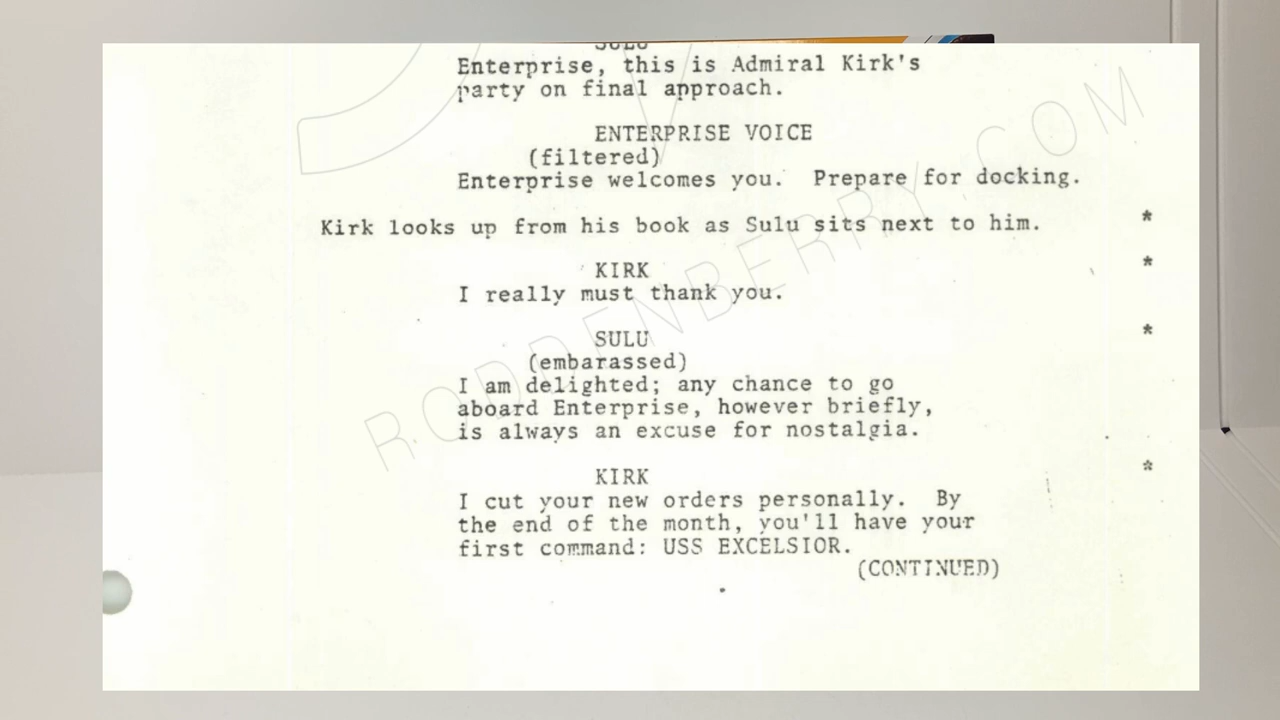 SULU
Enterprise, this is Admiral Kirk's
party on final approach.
ENTERPRISE VOICE
(filtered)
Enterprise welcomes you. Prepare for docking.
Kirk looks up from his book as Sulu sits next to him. *
KIRK *
I really must thank you.
SULU *
(embarassed)
I am delighted; any chance to go
aboard Enterprise, however briefly,
is always an excuse for nostalgia.
KIRK *
I cut your new orders personally. By
the end of the month, you'll have your
first command: USS EXCELSIOR.
(CONTINUED)
RODDENBERRY.COM